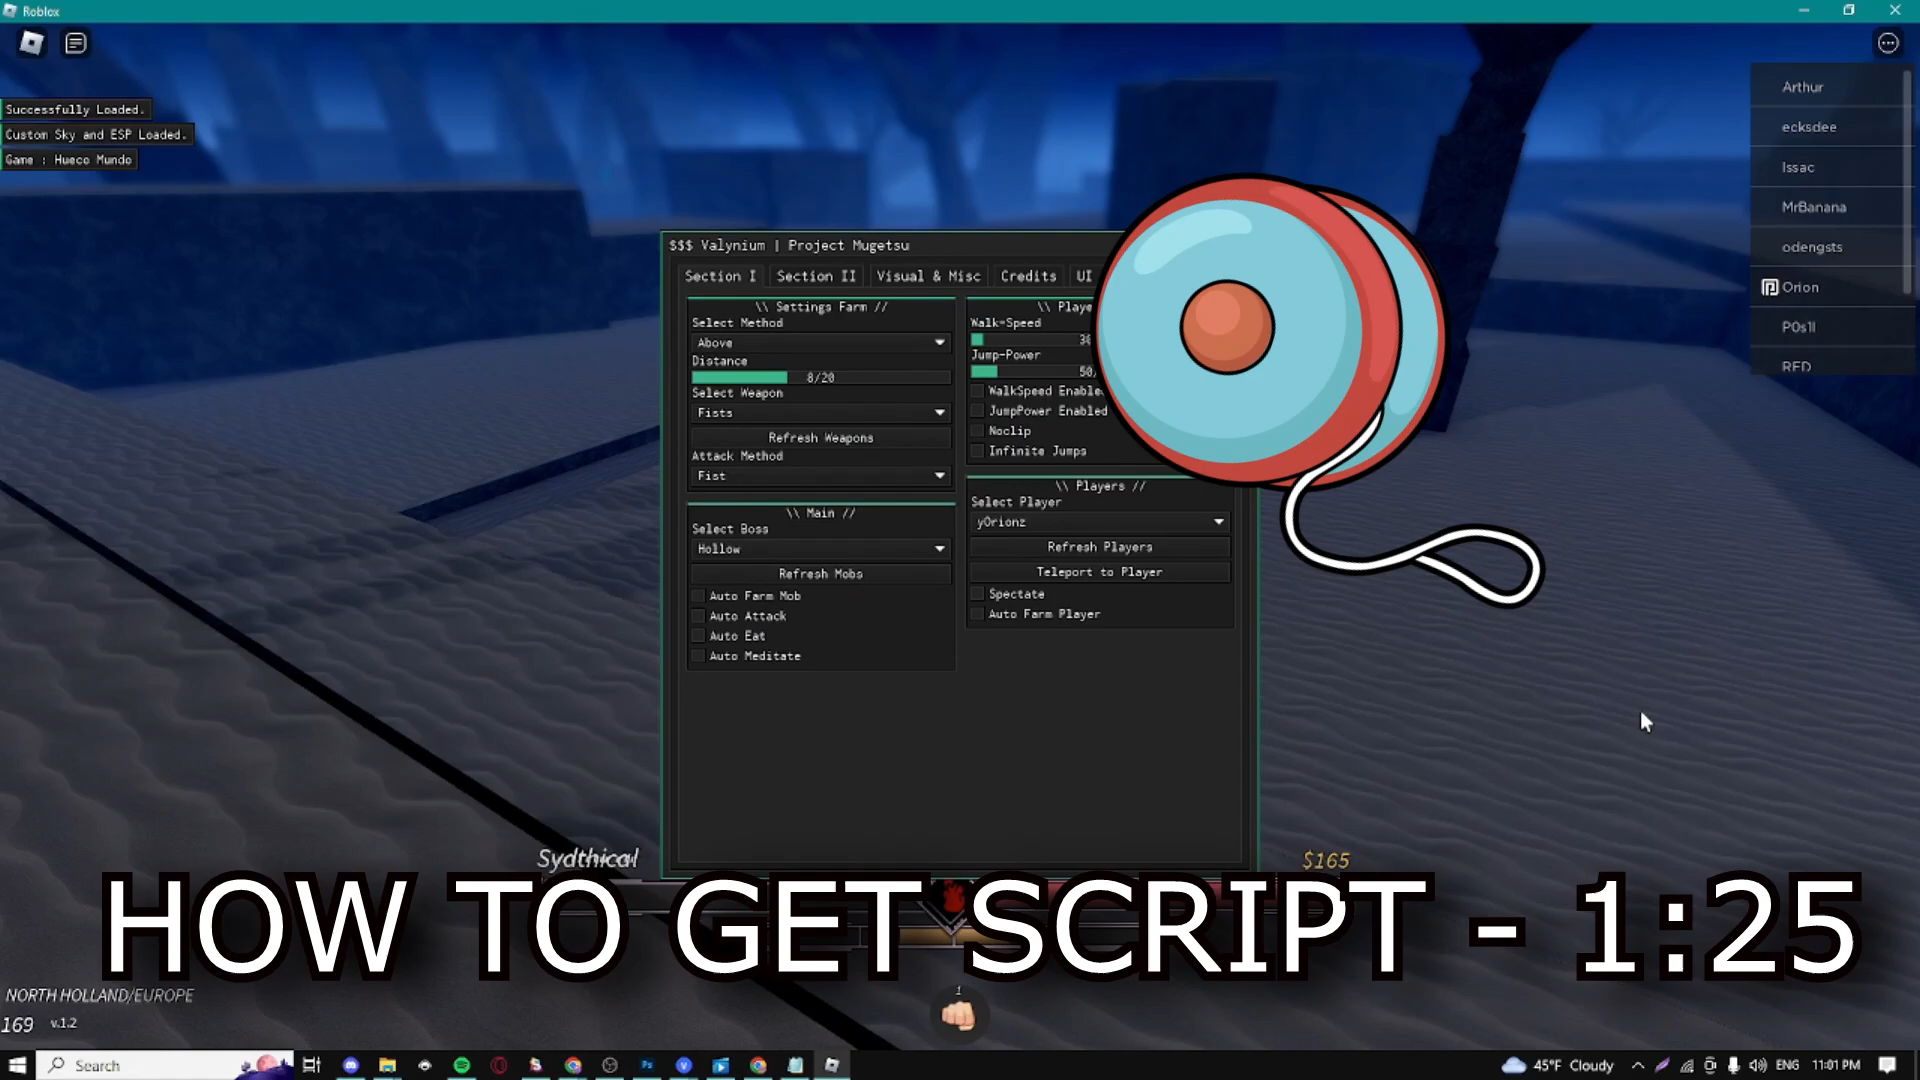 Roblox
Successfully Loaded.
Custom Sky and ESP Loaded.
Game : Hueco Mundo
Arthur
ecksdee
Issac
MrBanana
odengsts
Orion
P0s1l
RED
$$$ Valynium | Project Mugetsu
Section I Section II Visual & Misc Credits UI
\\ Settings Farm //
Select Method
Above
Distance
8/20
Select Weapon
Fists
Refresh Weapons
Attack Method
Fist
\\ Main //
Select Boss
Hollow
Refresh Mobs
Auto Farm Mob
Auto Attack
Auto Eat
Auto Meditate
\\
Walk-Speed
Jump-Power
WalkSpeed
JumpPower Enabled
Noclip
Infinite Jumps
\\ Players //
Select Player
yOrionz
Refresh Players
Teleport to Player
Spectate
Auto Farm Player
Sydthical
$165
HOW TO GET SCRIPT - 1:25
NORTH HOLLAND/EUROPE
169 v.1.2
1
Search
45°F Cloudy
ENG
11:01 PM